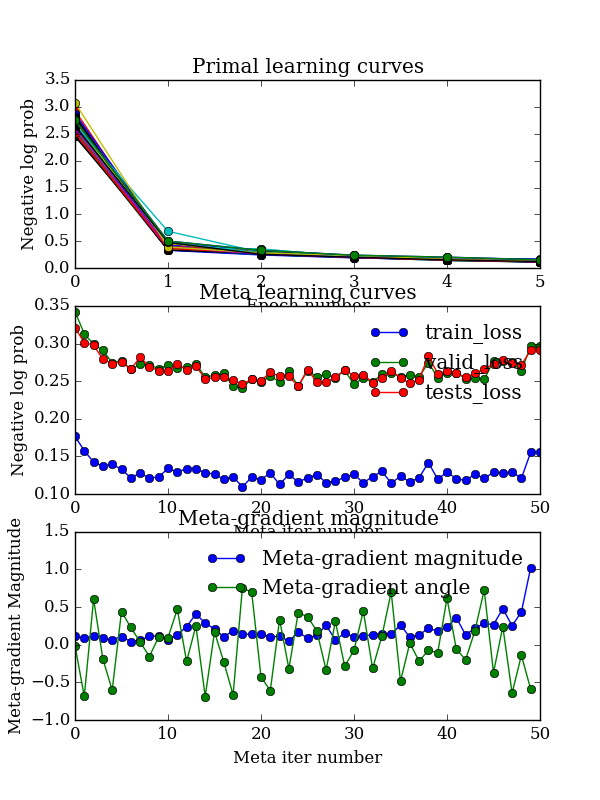 Primal learning curves
3.5
3.0
2.5
2.0
1.5
1.0
0.5
0.0
Negative log prob
0 1 2 3 4 5
Epoch number
Meta learning curves
0.35
0.30
0.25
0.20
0.15
0.10
Negative log prob
train_loss
valid_loss
tests_loss
0 10 20 30 40 50
Meta iter number
Meta-gradient magnitude
1.5
1.0
0.5
0.0
−0.5
−1.0
Meta-gradient Magnitude
Meta-gradient magnitude
Meta-gradient angle
0 10 20 30 40 50
Meta iter number